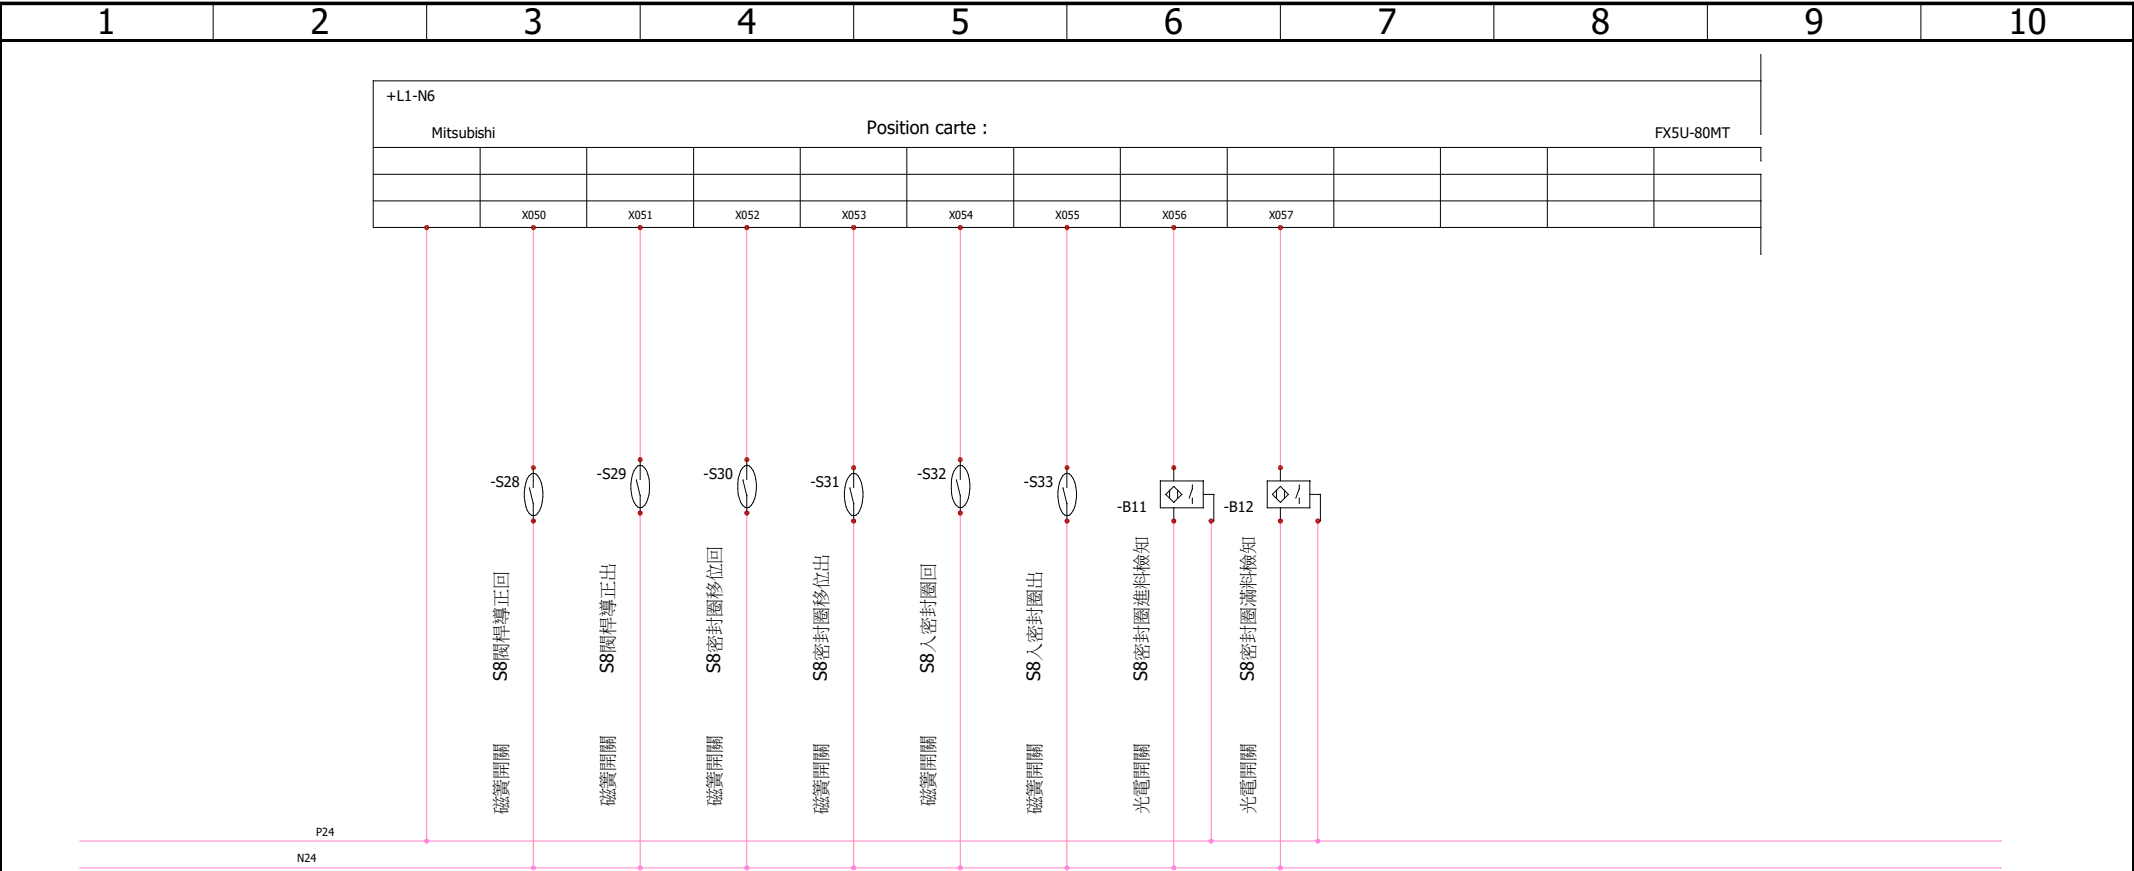 1 2 3 4 5 6 7 8 9 10
+L1-N6
Mitsubishi Position carte : FX5U-80MT
X050 X051 X052 X053 X054 X055 X056 X057
-S28
-S29
-S30
-S31
-S32
-S33
-B11
-B12
S8閥桿導正回
S8閥桿導正出
S8密封圈移位回
S8密封圈移位出
S8入密封圈回
S8入密封圈出
S8密封圈進料檢知
S8密封圈滿料檢知
磁簧開關
磁簧開關
磁簧開關
磁簧開關
磁簧開關
磁簧開關
光電開關
光電開關
P24
N24